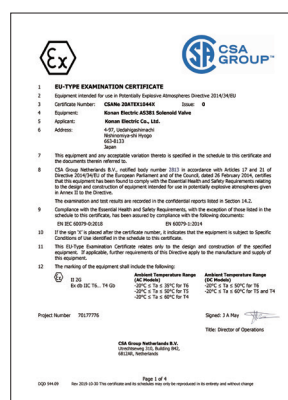 CSA
GROUP™
1 EU-TYPE EXAMINATION CERTIFICATE
2 Equipment intended for use in Potentially Explosive Atmospheres Directive 2014/34/EU
3 Certificate Number: CSANe 20ATEX1044X Issue: 0
4 Equipment: Konan Electric AS3B1 Solenoid Valve
5 Applicant: Konan Electric Co., Ltd.
6 Address: 4-97, Uedahigashimachi
Nishinomiya-shi Hyogo
663-8133
Japan
7 This equipment and any acceptable variation thereto is specified in the schedule to this certificate and
the documents therein referred to.
8 CSA Group Netherlands B.V., notified body number 2813 in accordance with Articles 17 and 21 of
Directive 2014/34/EU of the European Parliament and of the Council, dated 26 February 2014, certifies
that this equipment has been found to comply with the Essential Health and Safety Requirements relating
to the design and construction of equipment intended for use in potentially explosive atmospheres given
in Annex II to the Directive.
The examination and test results are recorded in the confidential reports listed in Section 14.2.
9 Compliance with the Essential Health and Safety Requirements, with the exception of those listed in the
schedule to this certificate, has been assured by compliance with the following documents:
EN IEC 60079-0:2018 EN 60079-1:2014
10 If the sign 'X' is placed after the certificate number, it indicates that the equipment is subject to Specific
Conditions of Use identified in the schedule to this certificate.
11 This EU-Type Examination Certificate relates only to the design and construction of the specified
equipment. If applicable, further requirements of this Directive apply to the manufacture and supply of
this equipment.
12 The marking of the equipment shall include the following:
Ambient Temperature Range Ambient Temperature Range
(AC Models) (DC Models)
II 2G -20°C ≤ Ta ≤ 35°C for T6 -20°C ≤ Ta ≤ 50°C for T6
Ex db IIC T6... T4 Gb -20°C ≤ Ta ≤ 50°C for T5 -20°C ≤ Ta ≤ 60°C for T5 and T4
-20°C ≤ Ta ≤ 60°C for T4
Project Number 70177776 Signed: J A May
Title: Director of Operations
CSA Group Netherlands B.V.
Utrechtseweg 310, Building B42,
6812AR, Netherlands
Page 1 of 4
DQD 544.09 Rev 2019-10-30 This certificate and its schedules may only be reproduced in its entirety and without change